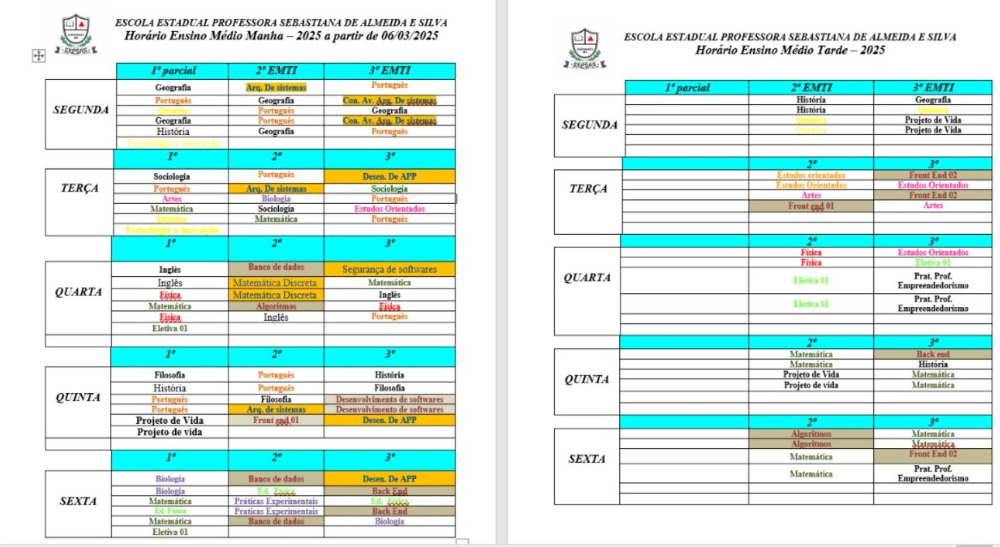 ESCOLA ESTADUAL PROFESSORA SEBASTIANA DE ALMEIDA E SILVA
Horário Ensino Médio Manha – 2025 a partir de 06/03/2025
1º parcial 2º EMTI 3º EMTI
SEGUNDA
Geografia Arq. De sistemas Português
Português Geografia Con. Av. Arq. De sistemas
Química Português Geografia
Geografia Português Con. Av. Arq. De sistemas
História Geografia Português
Tecnologia e inovação
1º 2º 3º
TERÇA
Sociologia Português Desen. De APP
Português Arq. De sistemas Sociologia
Artes Biologia Português
Matemática Sociologia Estudos Orientados
Química Matemática Português
Tecnologia e inovação
1º 2º 3º
QUARTA
Inglês Banco de dados Segurança de softwares
Inglês Matemática Discreta Matemática
Física Matemática Discreta Inglês
Matemática Algoritmos Física
Física Inglês Português
Eletiva 01
1º 2º 3º
QUINTA
Filosofia Português História
História Português Filosofia
Português Filosofia Desenvolvimento de softwares
Português Arq. de sistemas Desenvolvimento de softwares
Projeto de Vida Front end 01 Desen. De APP
Projeto de vida
1º 2º 3º
SEXTA
Biologia Banco de dados Desen. De APP
Biologia Ed. Física Back End
Matemática Práticas Experimentais Ed. Física
Ed. Física Praticas Experimentais Back End
Matemática Banco de dados Biologia
Eletiva 01
ESCOLA ESTADUAL PROFESSORA SEBASTIANA DE ALMEIDA E SILVA
Horário Ensino Médio Tarde – 2025
1º parcial 2º EMTI 3º EMTI
SEGUNDA
História Geografia
História Química
Química Projeto de Vida
Química Projeto de Vida
2º 3º
TERÇA
Estudos orientados Front End 02
Estudos Orientados Estudos Orientados
Artes Front End 02
Front end 01 Artes
2º 3º
QUARTA
Física Estudos Orientados
Física Eletiva 01
Eletiva 01 Prat. Prof. Empreendedorismo
Eletiva 01 Prat. Prof. Empreendedorismo
2º 3º
QUINTA
Matemática Back end
Matemática História
Projeto de Vida Matemática
Projeto de vida Matemática
2º 3º
SEXTA
Algoritmos Matemática
Algoritmos Matemática
Matemática Front End 02
Matemática Prat. Prof. Empreendedorismo